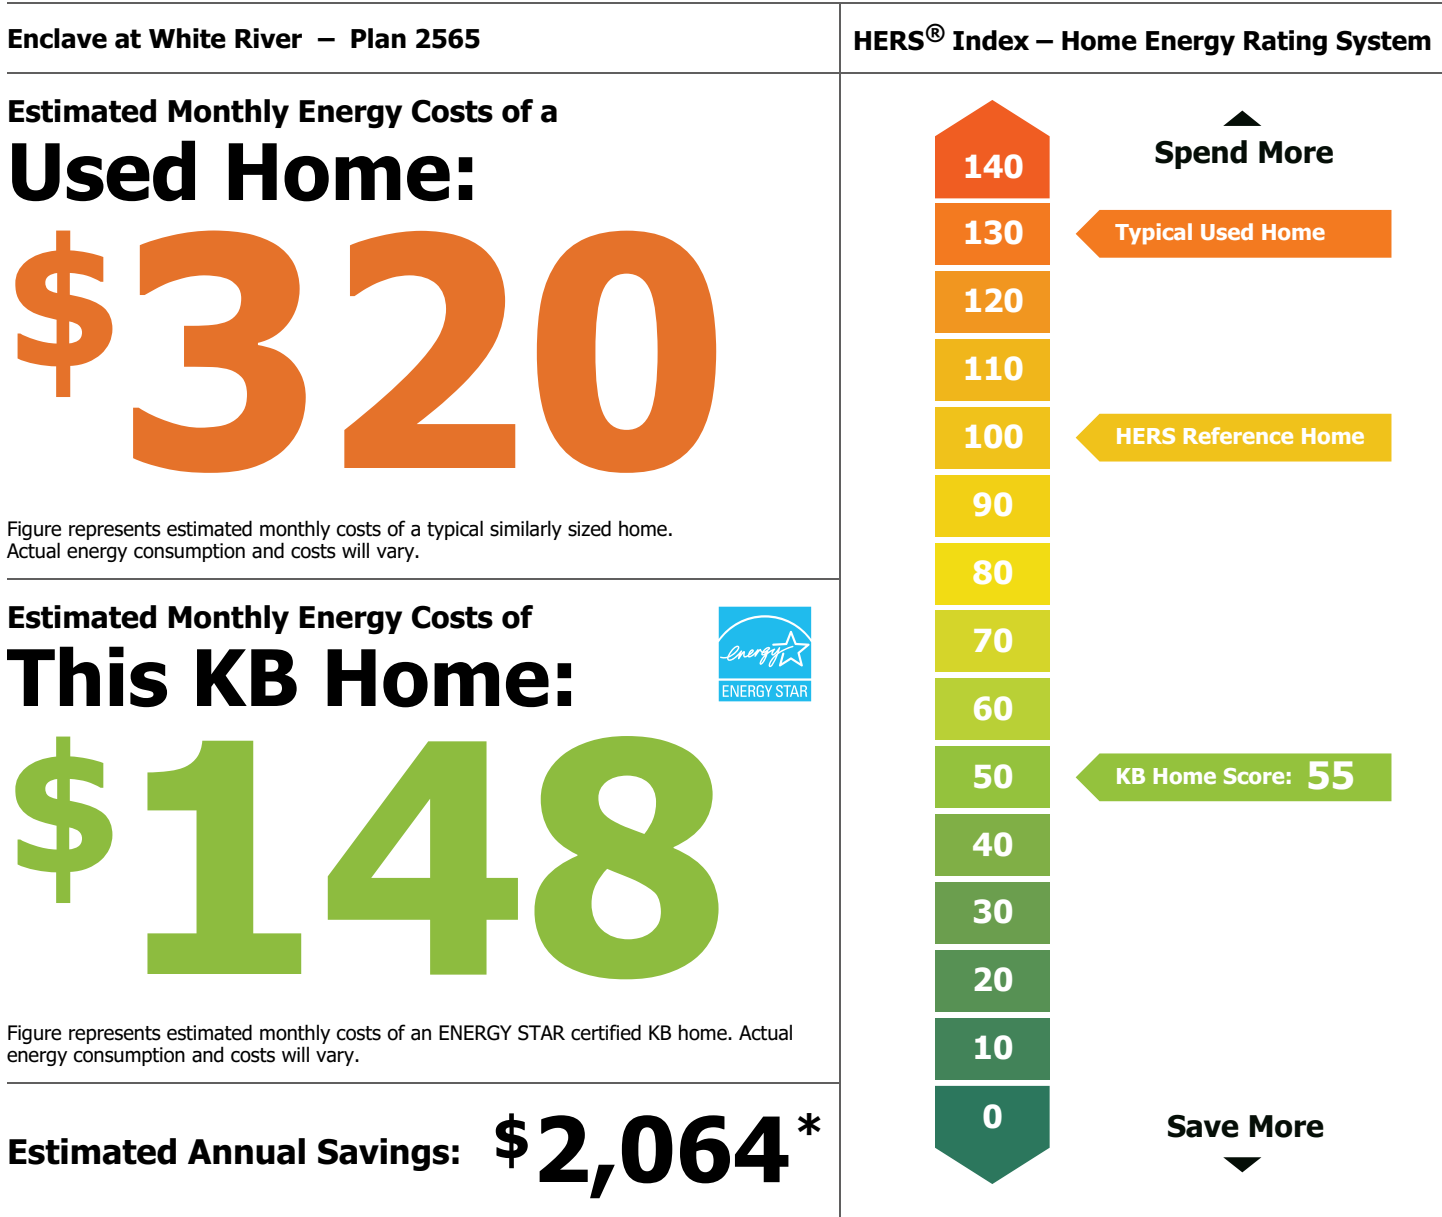 Enclave at White River – Plan 2565
Estimated Monthly Energy Costs of a
Used Home:
$320
Figure represents estimated monthly costs of a typical similarly sized home.
Actual energy consumption and costs will vary.
Estimated Monthly Energy Costs of
This KB Home:
energy
ENERGY STAR
$148
Figure represents estimated monthly costs of an ENERGY STAR certified KB home. Actual
energy consumption and costs will vary.
Estimated Annual Savings: $2,064*
HERS® Index – Home Energy Rating System
Spend More
140
130
Typical Used Home
120
110
100
HERS Reference Home
90
80
70
60
50
KB Home Score: 55
40
30
20
10
0
Save More